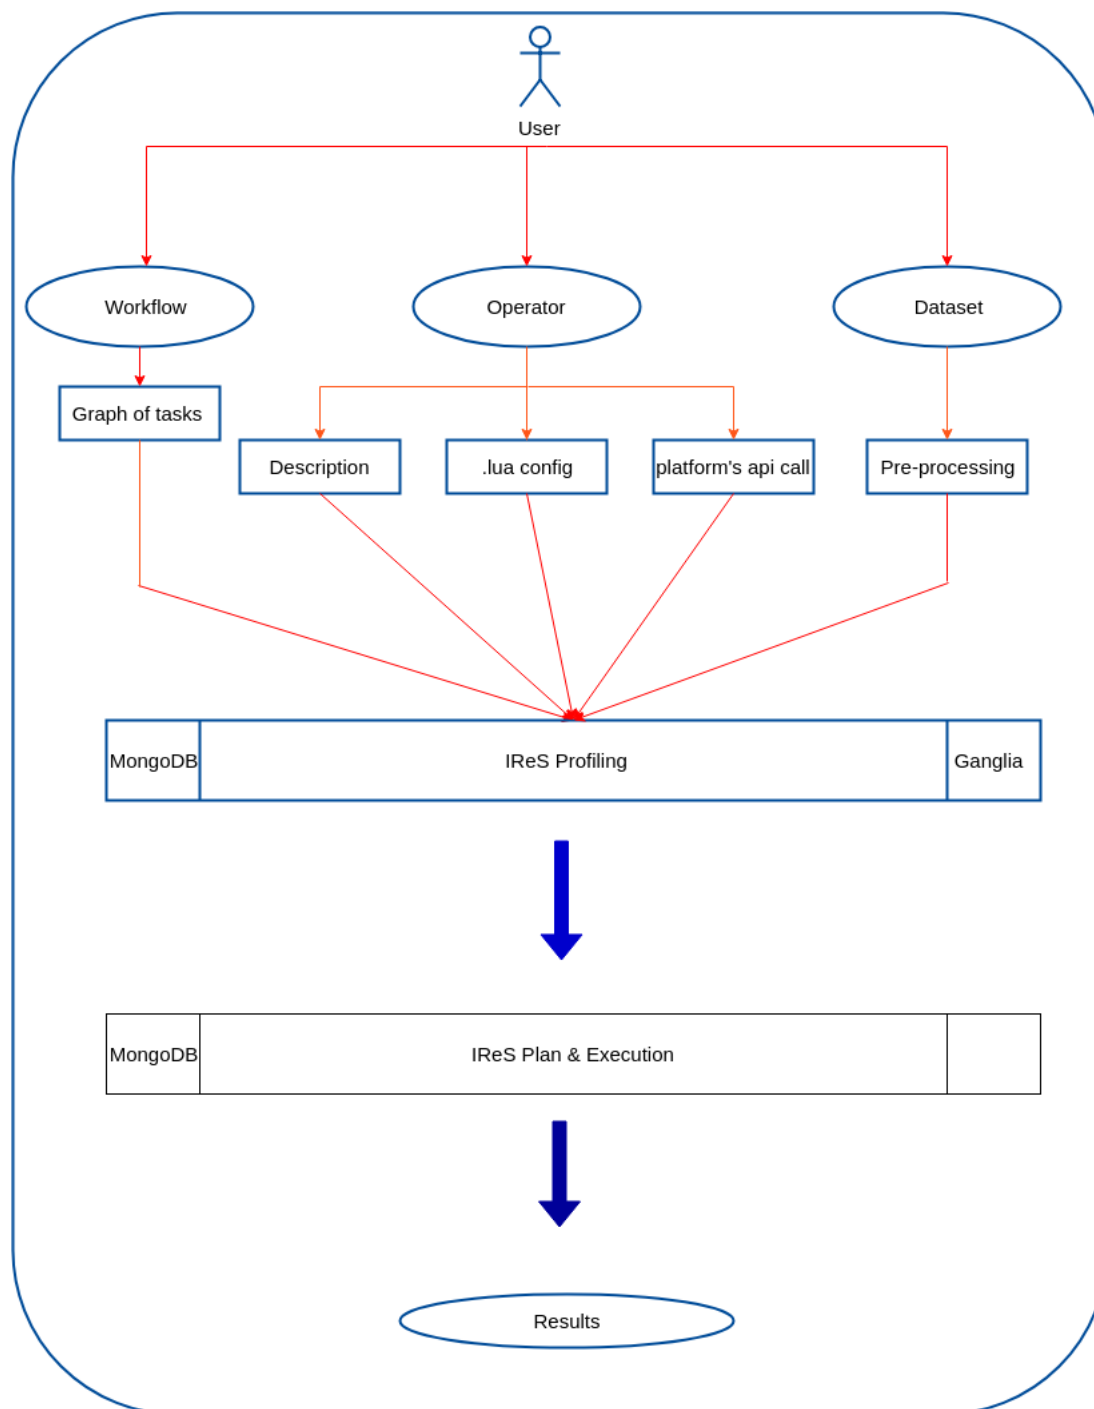 User
Workflow
Operator
Dataset
Graph of tasks
Description
.lua config
platform's api call
Pre-processing
MongoDB
IReS Profiling
Ganglia
MongoDB
IReS Plan & Execution
Results